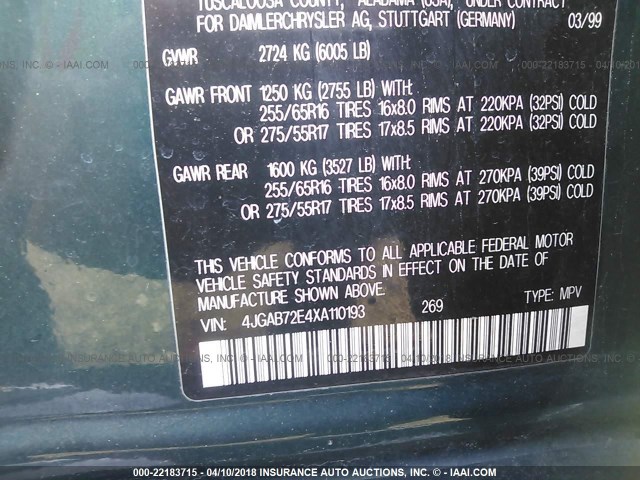 TUSCALOOSA COUNTY, ALABAMA (USA), UNDER CONTRACT
FOR DAIMLERCHRYSLER AG, STUTTGART (GERMANY) 03/99
GVWR 2724 KG (6005 LB)
GAWR FRONT 1250 KG (2755 LB) WITH:
255/65R16 TIRES 16x8.0 RIMS AT 220KPA (32PSI) COLD
OR 275/55R17 TIRES 17x8.5 RIMS AT 220KPA (32PSI) COLD
GAWR REAR 1600 KG (3527 LB) WITH:
255/65R16 TIRES 16x8.0 RIMS AT 270KPA (39PSI) COLD
OR 275/55R17 TIRES 17x8.5 RIMS AT 270KPA (39PSI) COLD
THIS VEHICLE CONFORMS TO ALL APPLICABLE FEDERAL MOTOR
VEHICLE SAFETY STANDARDS IN EFFECT ON THE DATE OF
MANUFACTURE SHOWN ABOVE.
VIN: 4JGAB72E4XA110193 269 TYPE: MPV
000-22183715 - 04/10/2018 INSURANCE AUTO AUCTIONS, INC. - © IAAI.COM